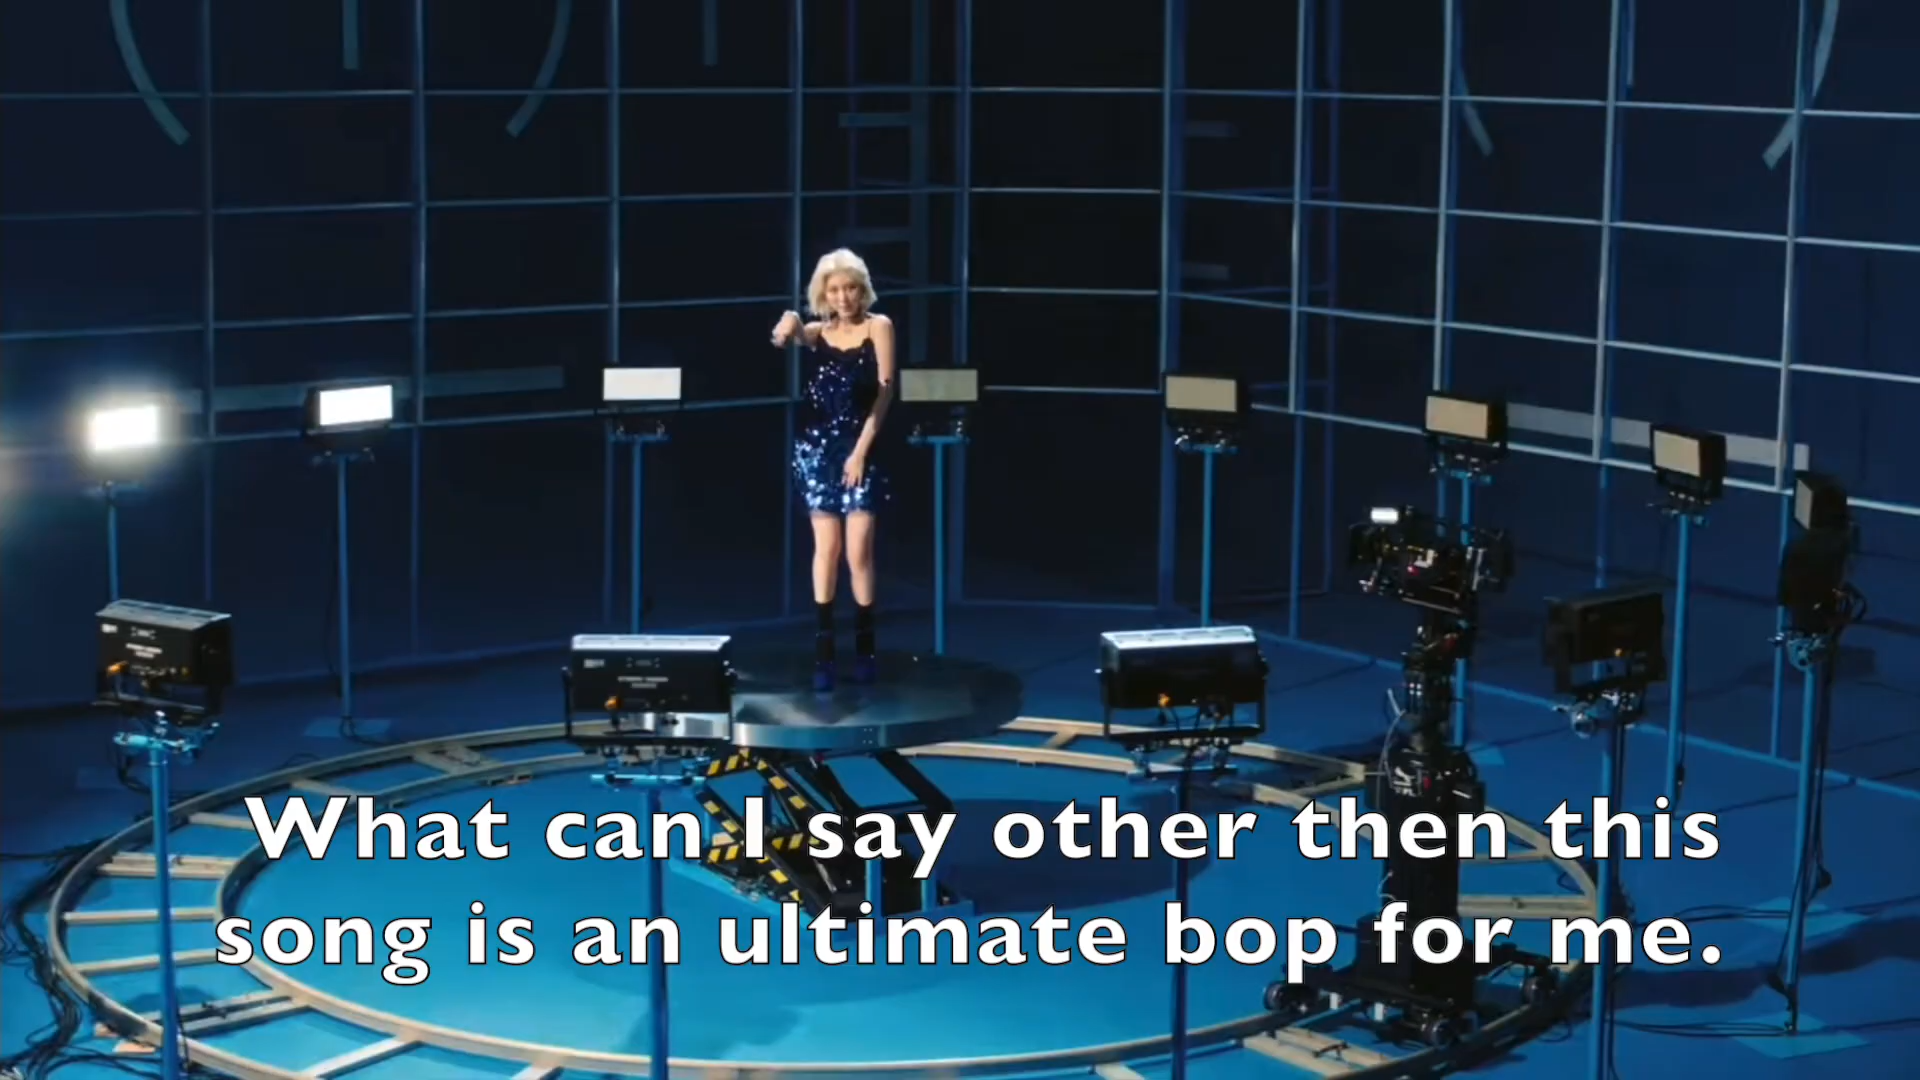 What can I say other then this
song is an ultimate bop for me.